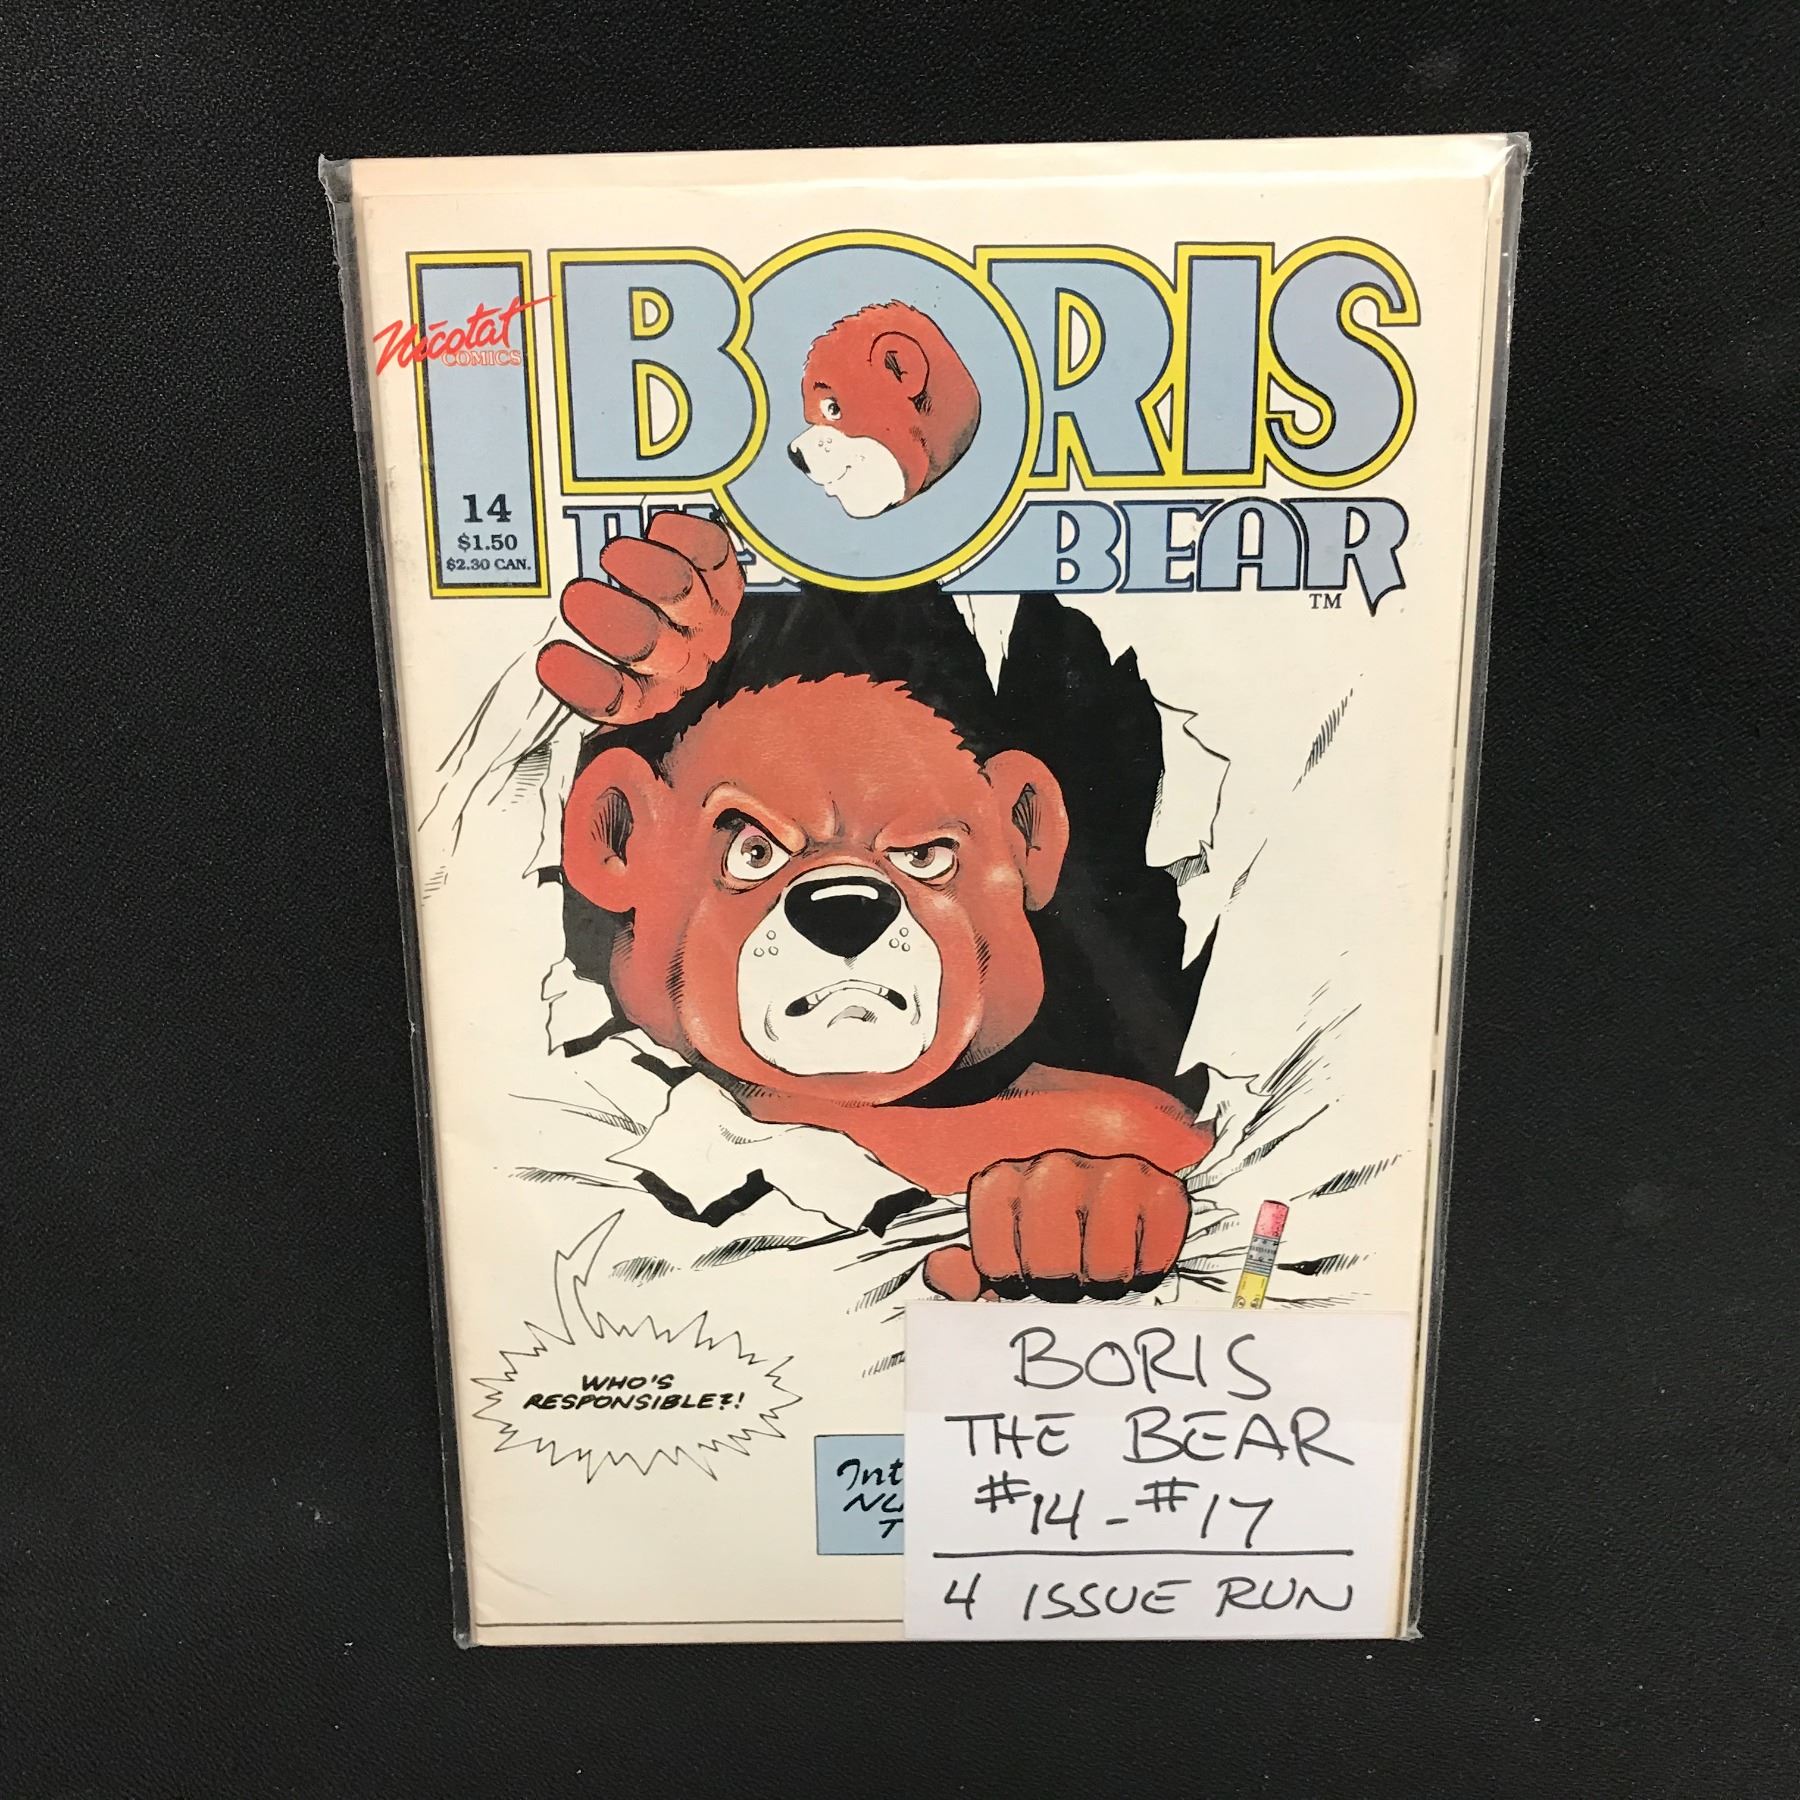 Nicotat
COMICS
BORIS
THE BEAR
TM
14
$1.50
$2.30 CAN.
WHO'S
RESPONSIBLE?!
BORIS
THE BEAR
#14-#17
4 ISSUE RUN